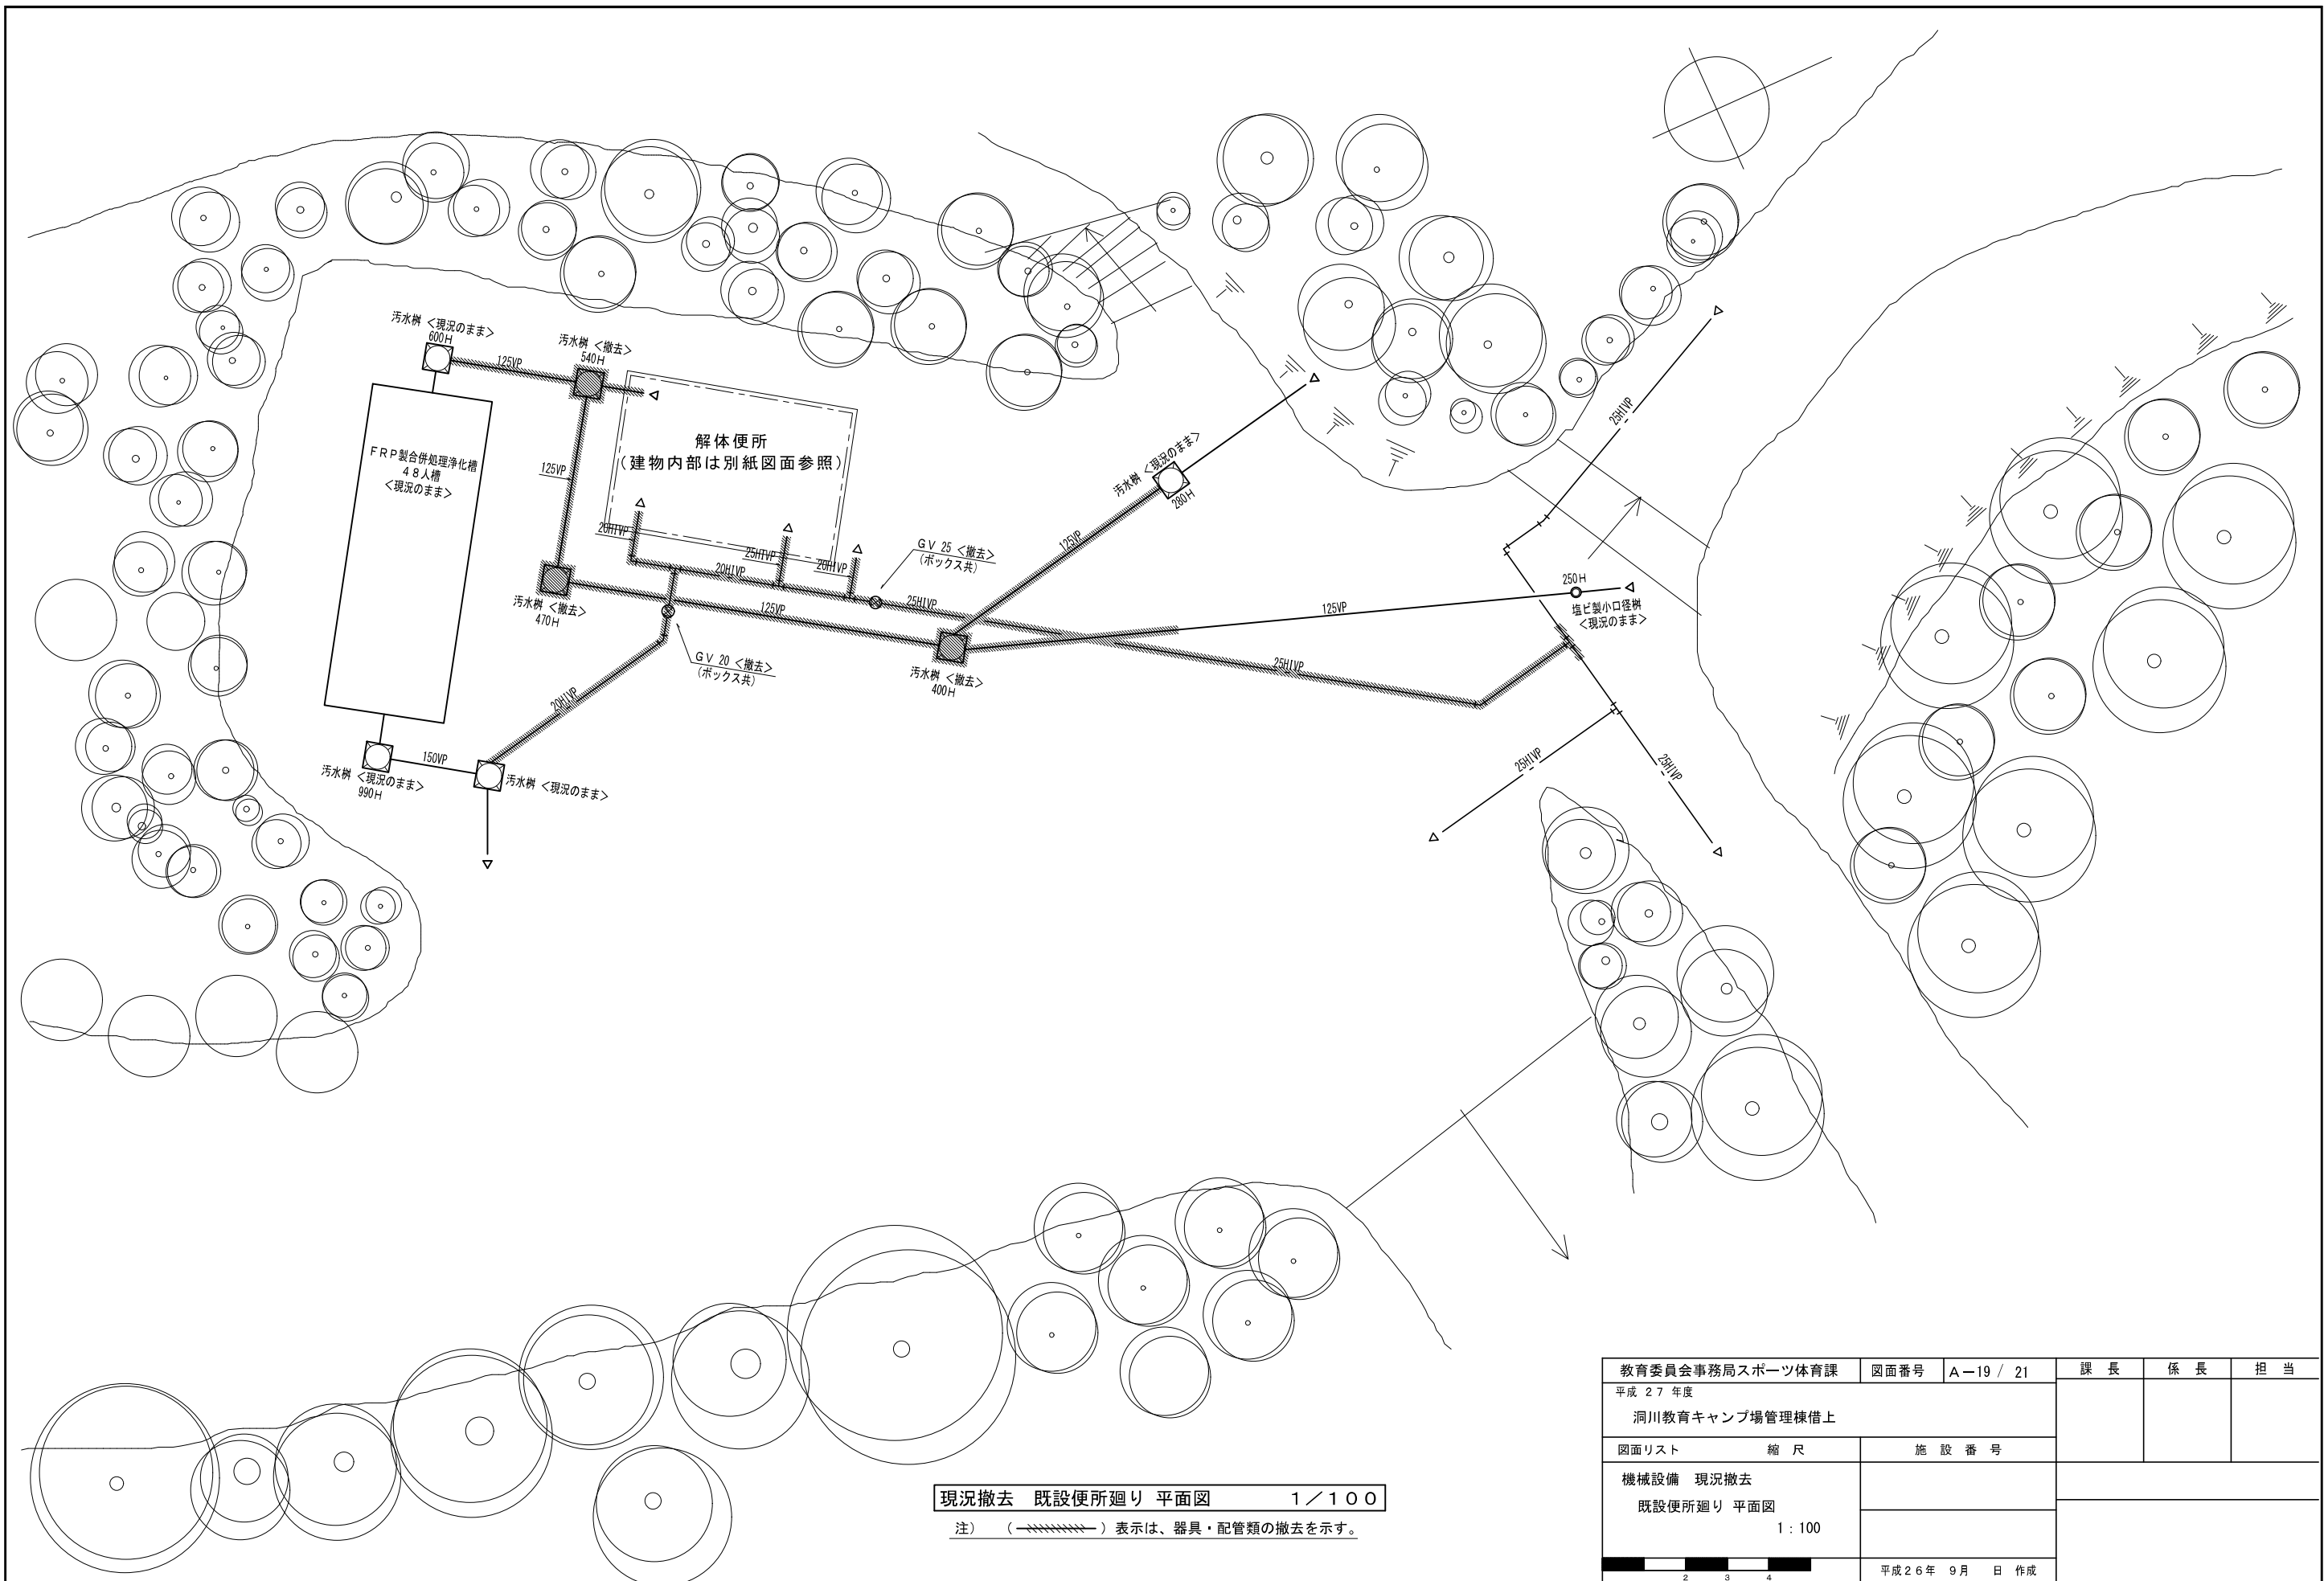 汚水桝 <現況のまま>
600H
125VP
汚水桝 <撤去>
540H
解体便所
(建物内部は別紙図面参照)
FRP製合併処理浄化槽
48人槽
<現況のまま>
125VP
20HIVP
25HIVP
20HIVP
20HIVP
GV 25 <撤去>
(ボックス共)
25HIVP
汚水桝 <撤去>
470H
125VP
GV 20 <撤去>
(ボックス共)
20HIVP
汚水桝 <撤去>
400H
125VP
汚水桝 <現況のまま>
280H
125VP
25HIVP
250H
塩ビ製小口径桝
<現況のまま>
25HIVP
25HIVP
25HIVP
150VP
汚水桝 <現況のまま>
990H
汚水桝 <現況のまま>
現況撤去 既設便所廻り 平面図 1/100
注) ( ) 表示は、器具・配管類の撤去を示す。
教育委員会事務局スポーツ体育課 図面番号 A-19 / 21 課 長 係 長 担 当
平成 27 年度
洞川教育キャンプ場管理棟借上
図面リスト 縮 尺 施 設 番 号
機械設備 現況撤去
既設便所廻り 平面図
1:100
2 3 4
平成26年 9月 日 作成